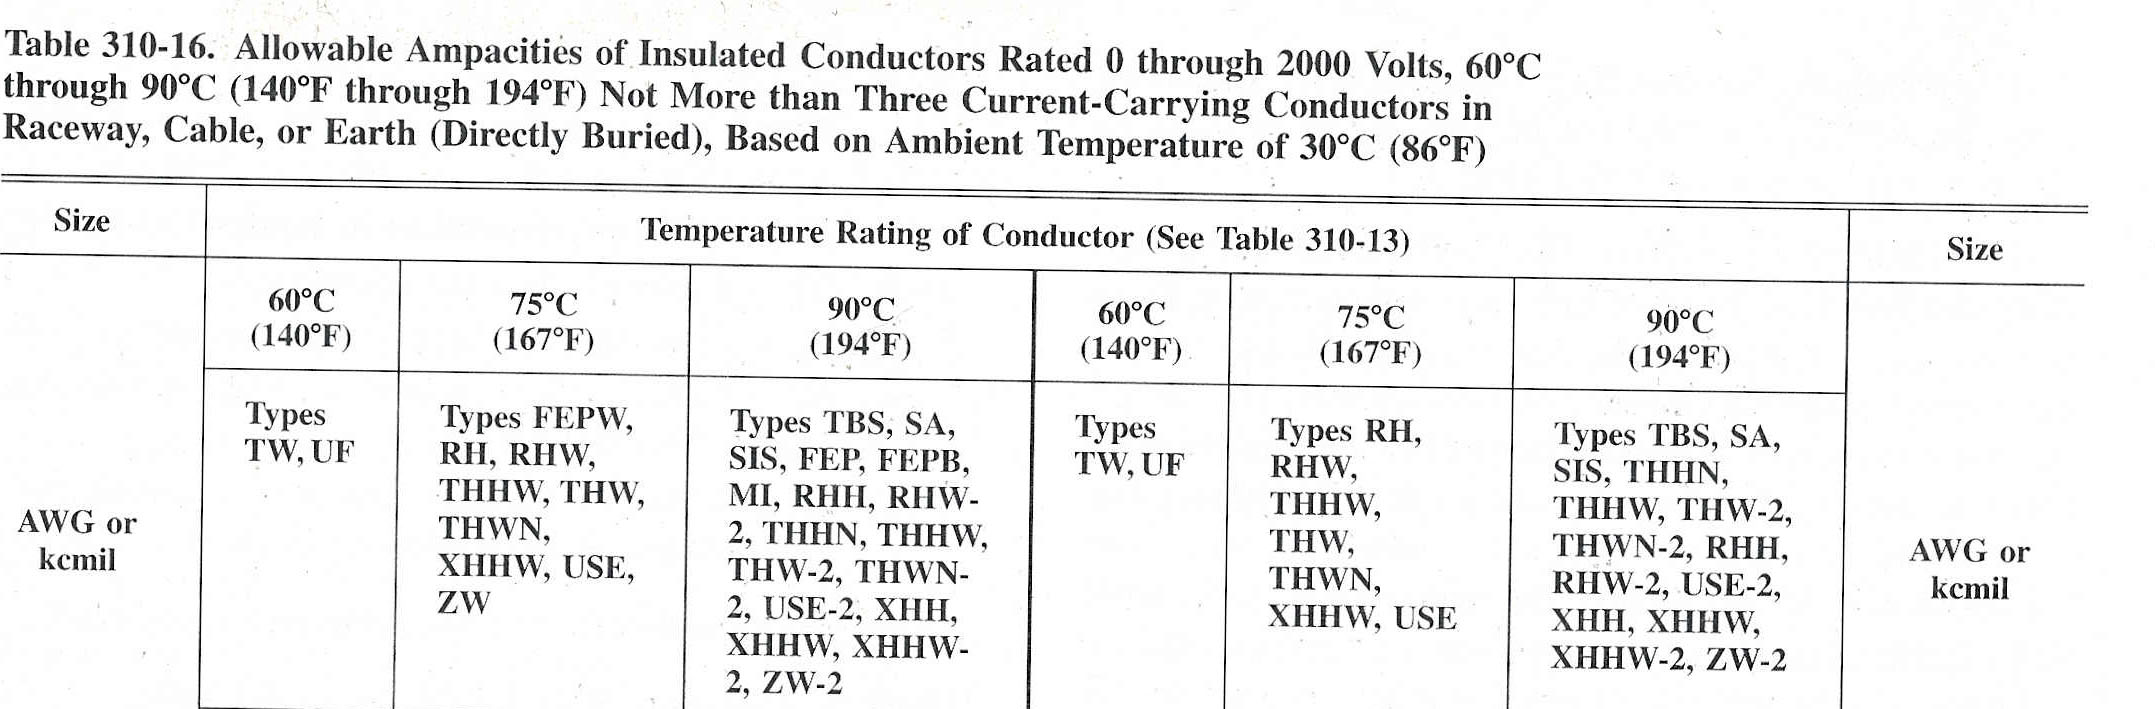 Table 310-16. Allowable Ampacities of Insulated Conductors Rated 0 through 2000 Volts, 60°C
through 90°C (140°F through 194°F) Not More than Three Current-Carrying Conductors in
Raceway, Cable, or Earth (Directly Buried), Based on Ambient Temperature of 30°C (86°F)
Size
Temperature Rating of Conductor (See Table 310-13)
Size
60°C
(140°F)
75°C
(167°F)
90°C
(194°F)
60°C
(140°F)
75°C
(167°F)
90°C
(194°F)
AWG or
kcmil
Types
TW, UF
Types FEPW,
RH, RHW,
THHW, THW,
THWN,
XHHW, USE,
ZW
Types TBS, SA,
SIS, FEP, FEPB,
MI, RHH, RHW-
2, THHN, THHW,
THW-2, THWN-
2, USE-2, XHH,
XHHW, XHHW-
2, ZW-2
Types
TW, UF
Types RH,
RHW,
THHW,
THW,
THWN,
XHHW, USE
Types TBS, SA,
SIS, THHN,
THHW, THW-2,
THWN-2, RHH,
RHW-2, USE-2,
XHH, XHHW,
XHHW-2, ZW-2
AWG or
kcmil